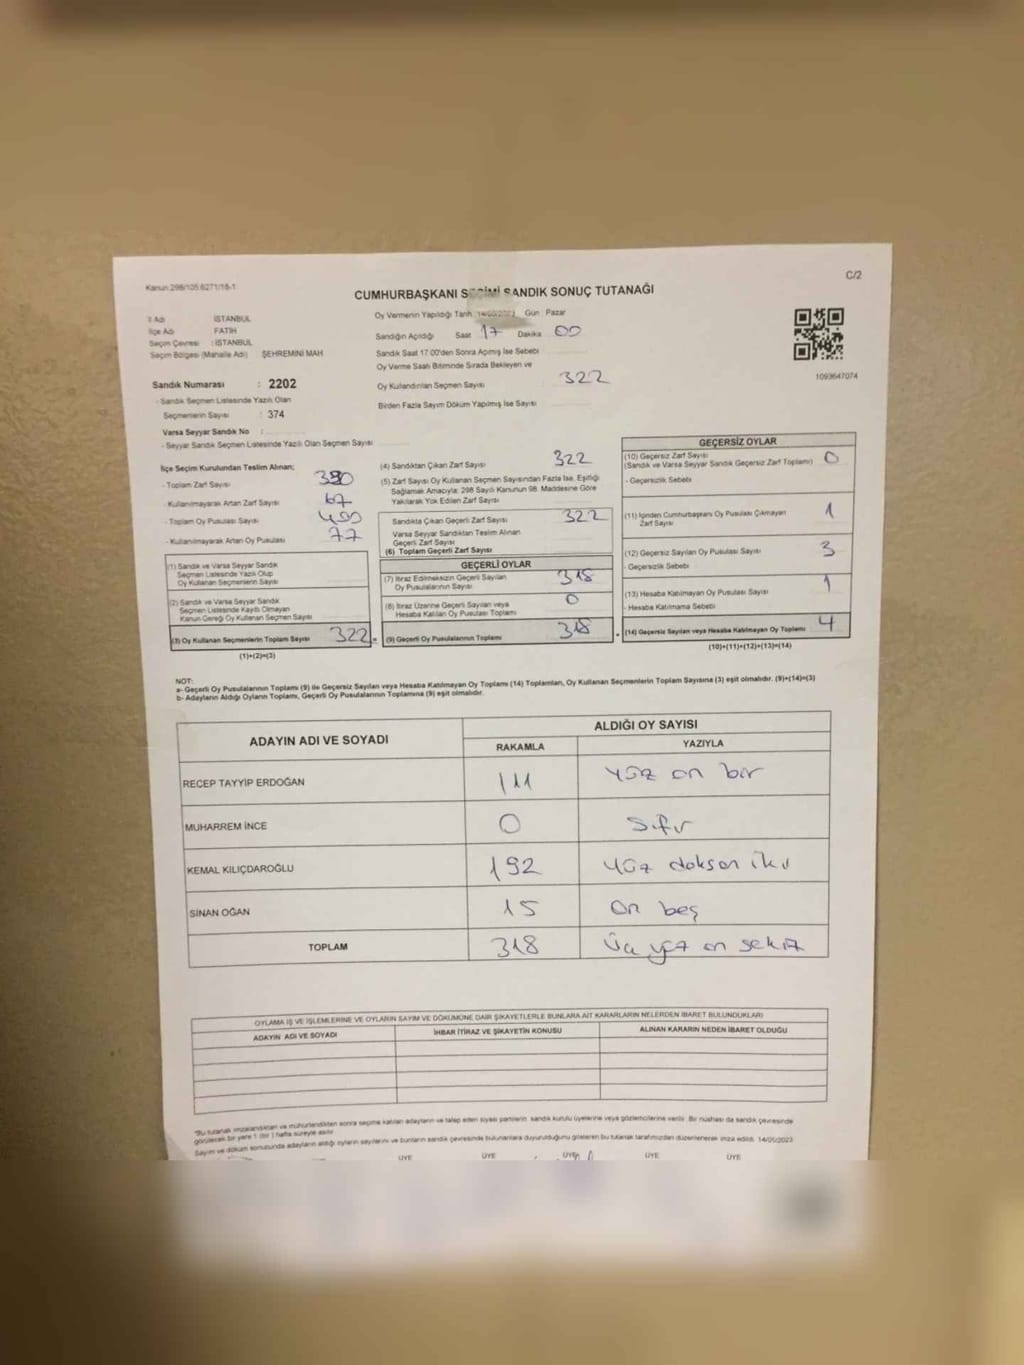 Kanun:298/105.6271/16-1
C/2
CUMHURBAŞKANI SEÇİMİ SANDIK SONUÇ TUTANAĞI
İl Adı : İSTANBUL
İlçe Adı : FATİH
Seçim Çevresi : İSTANBUL
Seçim Bölgesi (Mahalle Adı) ŞEHREMİNİ MAH
Sandık Numarası : 2202
- Sandık Seçmen Listesinde Yazılı Olan
Seçmenlerin Sayısı : 374
Varsa Seyyar Sandık No :
- Seyyar Sandık Seçmen Listesinde Yazılı Olan Seçmen Sayısı
Oy Vermenin Yapıldığı Tarih : 14/05/2023 Gün : Pazar
Sandığın Açıldığı Saat 17 Dakika 00
Sandık Saat 17:00'den Sonra Açımış İse Sebebi
Oy Verme Saati Bitiminde Sırada Bekleyen ve
Oy Kullandırılan Seçmen Sayısı 322
Birden Fazla Sayım Döküm Yapılmış İse Sayısı
1093647074
İlçe Seçim Kurulundan Teslim Alınan;
- Toplam Zarf Sayısı
- Kullanılmayarak Artan Zarf Sayısı 67
- Toplam Oy Pusulası Sayısı
- Kullanılmayarak Artan Oy Pusulası 77
(1) Sandık ve Varsa Seyyar Sandık
Seçmen Listesinde Yazılı Olup
Oy Kullanan Seçmenlerin Sayısı
(2) Sandık ve Varsa Seyyar Sandık
Seçmen Listesinde Kaydı Olmayan
Kanun Gereği Oy Kullanan Seçmen Sayısı
(3) Oy Kullanan Seçmenlerin Toplam Sayısı 322 =
(1)+(2)=(3)
(4) Sandıktan Çıkan Zarf Sayısı 322
(5) Zarf Sayısı Oy Kullanan Seçmen Sayısından Fazla İse, Eşitliği
Sağlamak Amacıyla; 298 Sayılı Kanunun 98. Maddesine Göre
Yakılarak Yok Edilen Zarf Sayısı
Sandıkta Çıkan Geçerli Zarf Sayısı 322
Varsa Seyyar Sandıktan Teslim Alınan
Geçerli Zarf Sayısı
(6) Toplam Geçerli Zarf Sayısı
GEÇERLİ OYLAR
(7) İtiraz Edilmeksizin Geçerli Sayılan
Oy Pusulalarının Sayısı 318
(8) İtiraz Üzerine Geçerli Sayılan veya
Hesaba Katılan Oy Pusulası Toplamı 0
(9) Geçerli Oy Pusulalarının Toplamı 318
GEÇERSİZ OYLAR
(10) Geçersiz Zarf Sayısı
(Sandık ve Varsa Seyyar Sandık Geçersiz Zarf Toplamı) 0
- Geçersizlik Sebebi
(11) İçinden Cumhurbaşkanı Oy Pusulası Çıkmayan
Zarf Sayısı 1
(12) Geçersiz Sayılan Oy Pusulası Sayısı 3
- Geçersizlik Sebebi
(13) Hesaba Katılmayan Oy Pusulası Sayısı 1
- Hesaba Katılmama Sebebi
(14) Geçersiz Sayılan veya Hesaba Katılmayan Oy Toplamı 4
(10)+(11)+(12)+(13)=(14)
NOT:
a- Geçerli Oy Pusulalarının Toplamı (9) ile Geçersiz Sayılan veya Hesaba Katılmayan Oy Toplamı (14) Toplamları, Oy Kullanan Seçmenlerin Toplam Sayısına (3) eşit olmalıdır. (9)+(14)=(3)
b- Adayların Aldığı Oyların Toplamı, Geçerli Oy Pusulalarının Toplamına (9) eşit olmalıdır.
ADAYIN ADI VE SOYADI
ALDIĞI OY SAYISI
RAKAMLA YAZIYLA
RECEP TAYYİP ERDOĞAN 111 yüz on bir
MUHARREM İNCE 0 Sıfır
KEMAL KILIÇDAROĞLU 192 yüz doksan iki
SİNAN OĞAN 15 On beş
TOPLAM 318 Üç yüz on sekiz
OYLAMA İŞ VE İŞLEMLERİNE VE OYLARIN SAYIM VE DÖKÜMÜNE DAİR ŞİKAYETLERLE BUNLARA AİT KARARLARIN NELERDEN İBARET BULUNDUKLARI
ADAYIN ADI VE SOYADI İHBAR İTİRAZ VE ŞİKAYETİN KONUSU ALINAN KARARIN NEDEN İBARET OLDUĞU
"Bu tutanak imzalandıktan ve mühürlendikten sonra seçime katılan adayların ve talep eden siyasi partilerin sandık kurulu üyelerine veya gözlemcilerine verilir. Bir nüshası da sandık çevresinde
görülecek bir yere 1 (bir ) hafta süreyle asılır
Sayım ve döküm sonucunda adayların aldığı oyların sayılarını ve bunların sandık çevresinde bulunanlara duyurulduğunu gösteren bu tutanak tarafımızdan düzenlenerek imza edildi. 14/05/2023
ÜYE ÜYE ÜYE ÜYE ÜYE